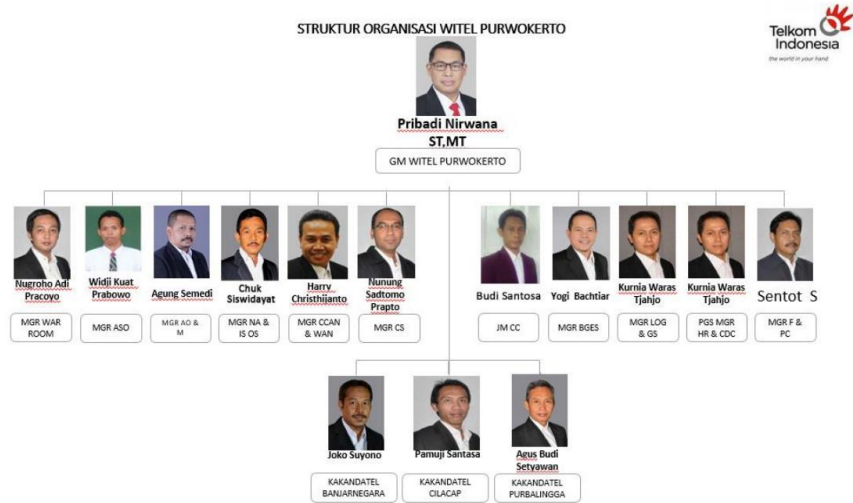 STRUKTUR ORGANISASI WITEL PURWOKERTO
Telkom
Indonesia
the world in your hand
Pribadi Nirwana
ST,MT
GM WITEL PURWOKERTO
Nugroho Adi
Pracoyo
MGR WAR
ROOM
Widji Kuat
Prabowo
MGR ASO
Agung Semedi
MGR AO &
M
Chuk
Siswidayat
MGR NA &
IS OS
Harry
Christhijanto
MGR CCAN
& WAN
Nunung
Sadtomo
Prapto
MGR CS
Budi Santosa
JM CC
Yogi Bachtiar
MGR BGES
Kurnia Waras
Tjahjo
MGR LOG
& GS
Kurnia Waras
Tjahjo
PGS MGR
HR & CDC
Sentot S
MGR F &
PC
Joko Suyono
KAKANDATEL
BANJARNEGARA
Pamuji Santasa
KAKANDATEL
CILACAP
Agus Budi
Setyawan
KAKANDATEL
PURBALINGGA